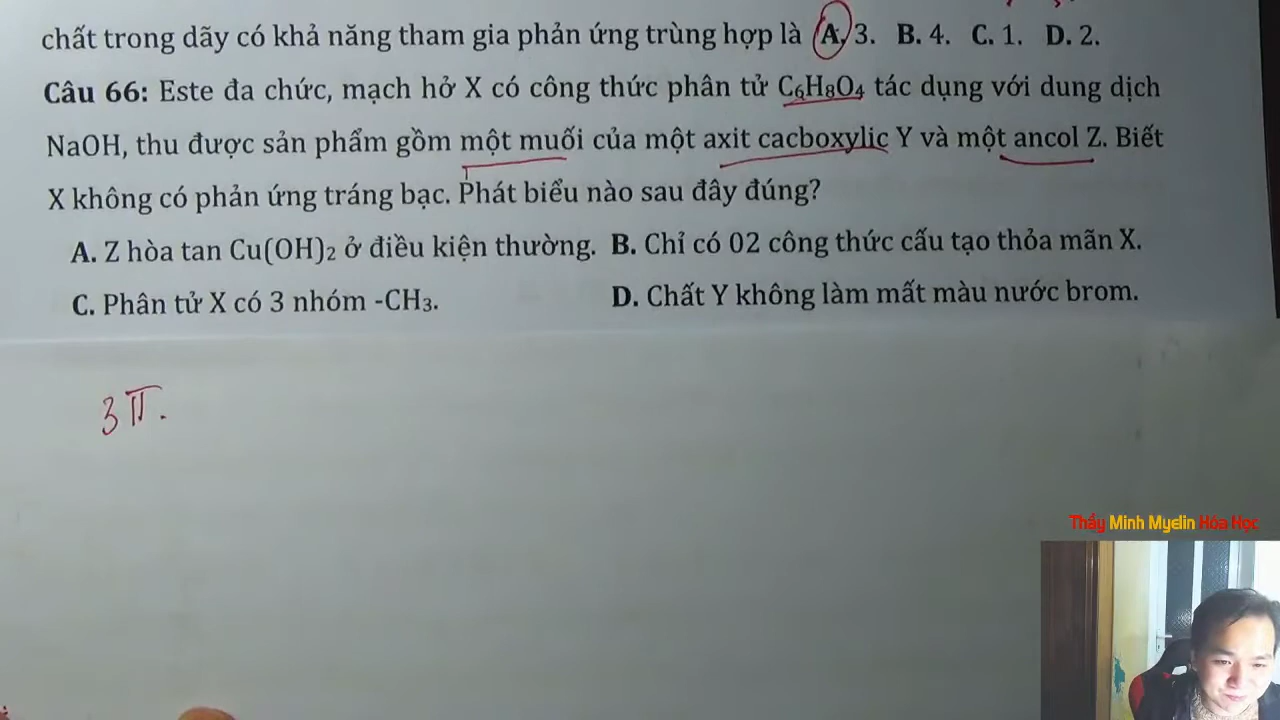 chất trong dãy có khả năng tham gia phản ứng trùng hợp là A. 3. B. 4. C. 1. D. 2.
Câu 66: Este đa chức, mạch hở X có công thức phân tử C₆H₈O₄ tác dụng với dung dịch
NaOH, thu được sản phẩm gồm một muối của một axit cacboxylic Y và một ancol Z. Biết
X không có phản ứng tráng bạc. Phát biểu nào sau đây đúng?
A. Z hòa tan Cu(OH)₂ ở điều kiện thường. B. Chỉ có 02 công thức cấu tạo thỏa mãn X.
C. Phân tử X có 3 nhóm -CH₃. D. Chất Y không làm mất màu nước brom.
3π.
Thầy Minh Myelin Hóa Học